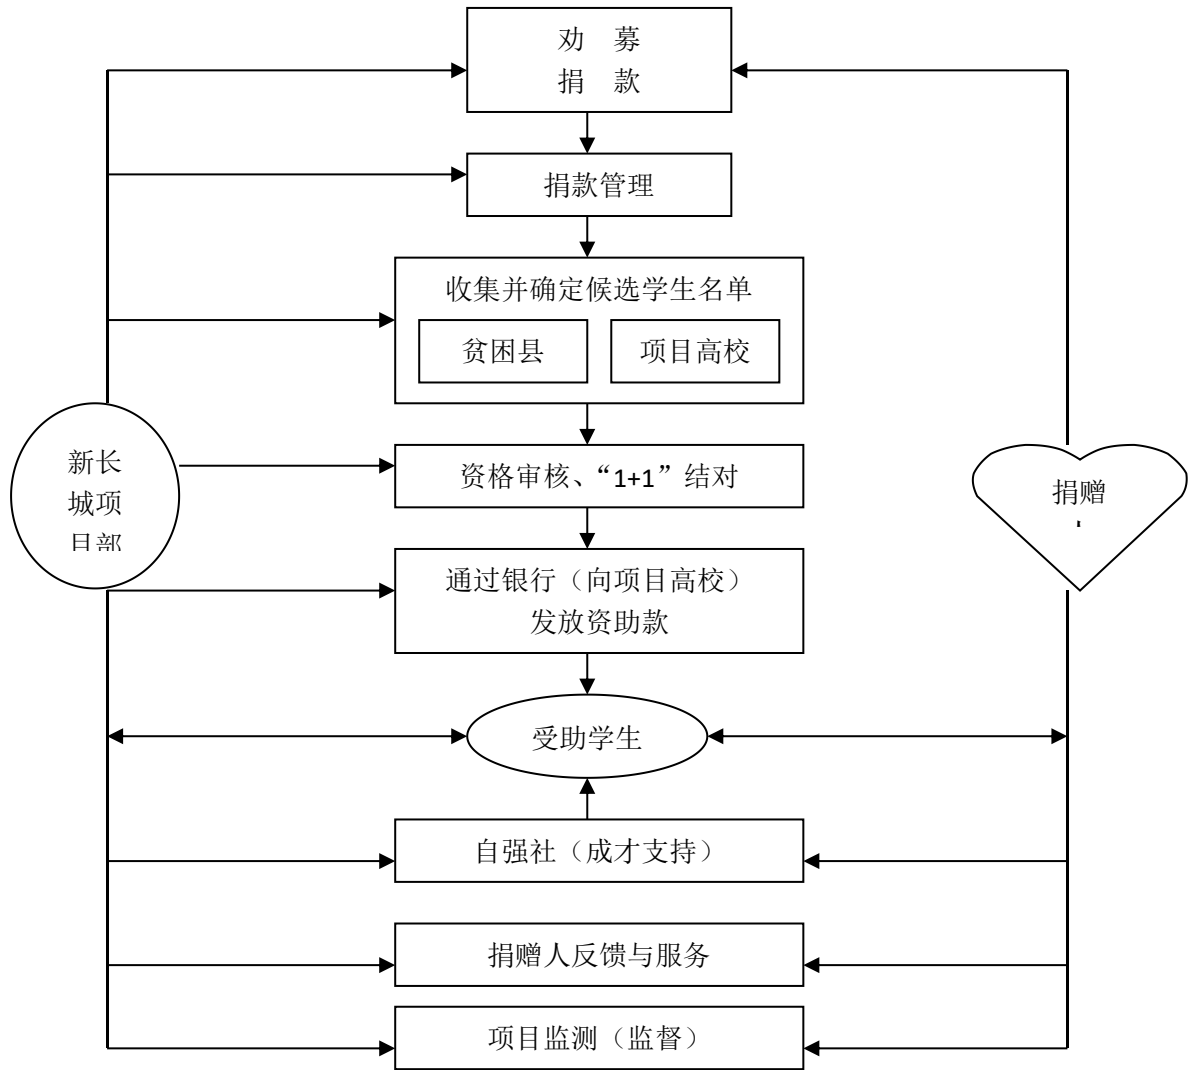 劝 募
捐 款
捐款管理
收集并确定候选学生名单
贫困县
项目高校
新长
城项
目部
资格审核、“1+1”结对
捐赠
通过银行（向项目高校）
发放资助款
受助学生
自强社（成才支持）
捐赠人反馈与服务
项目监测（监督）